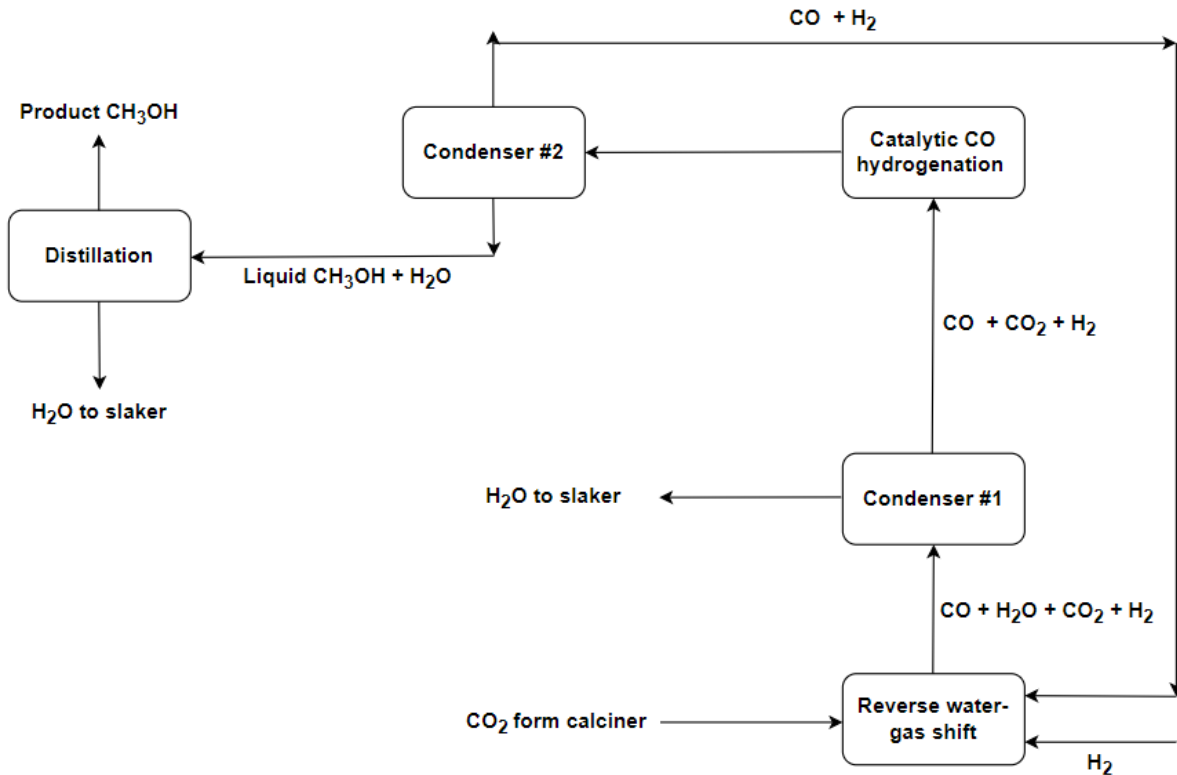 CO + H₂
Product CH₃OH
Condenser #2
Catalytic CO
hydrogenation
Distillation
Liquid CH₃OH + H₂O
CO + CO₂ + H₂
H₂O to slaker
H₂O to slaker
Condenser #1
CO + H₂O + CO₂ + H₂
CO₂ form calciner
Reverse water-
gas shift
H₂